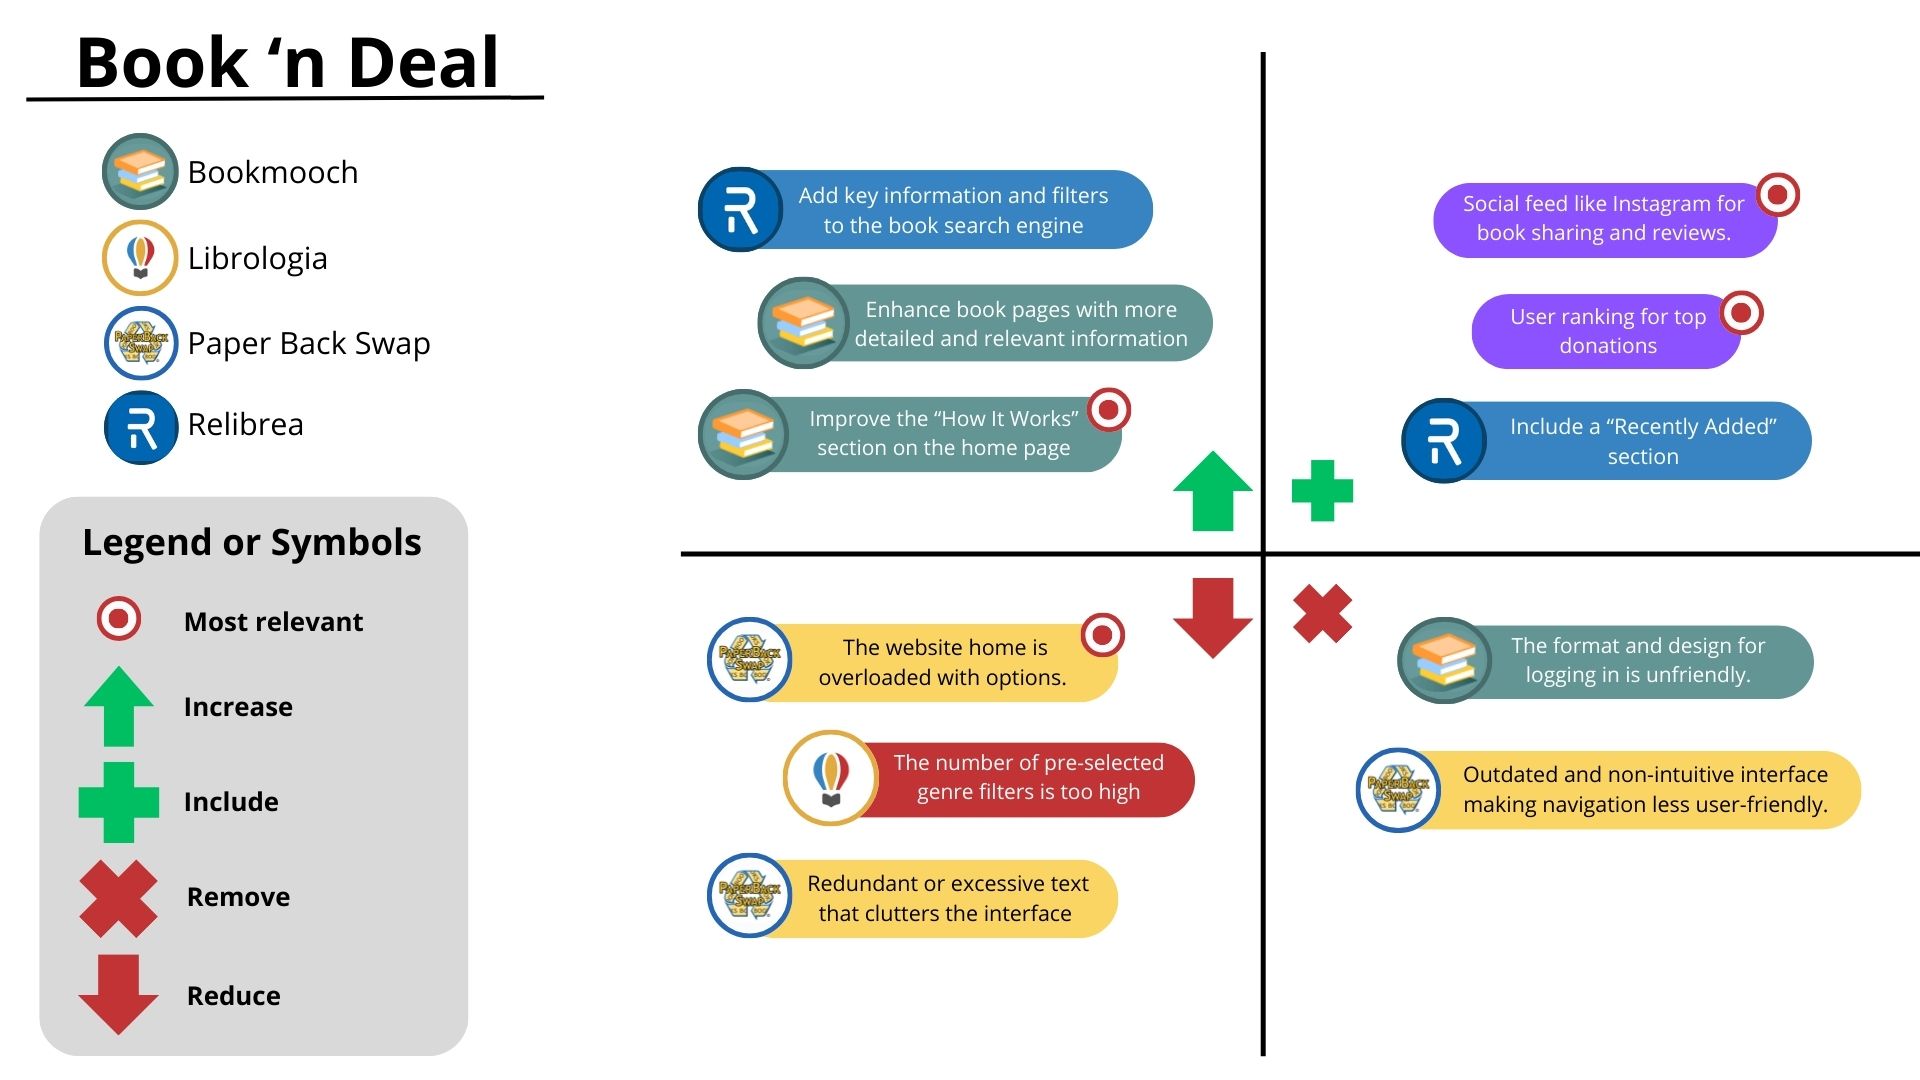 Book ‘n Deal
Bookmooch
Librologia
Paper Back Swap
Relibrea
Legend or Symbols
Most relevant
Increase
Include
Remove
Reduce
Add key information and filters
to the book search engine
Enhance book pages with more
detailed and relevant information
Improve the “How It Works”
section on the home page
Social feed like Instagram for
book sharing and reviews.
User ranking for top
donations
Include a “Recently Added”
section
The website home is
overloaded with options.
The number of pre-selected
genre filters is too high
Redundant or excessive text
that clutters the interface
The format and design for
logging in is unfriendly.
Outdated and non-intuitive interface
making navigation less user-friendly.